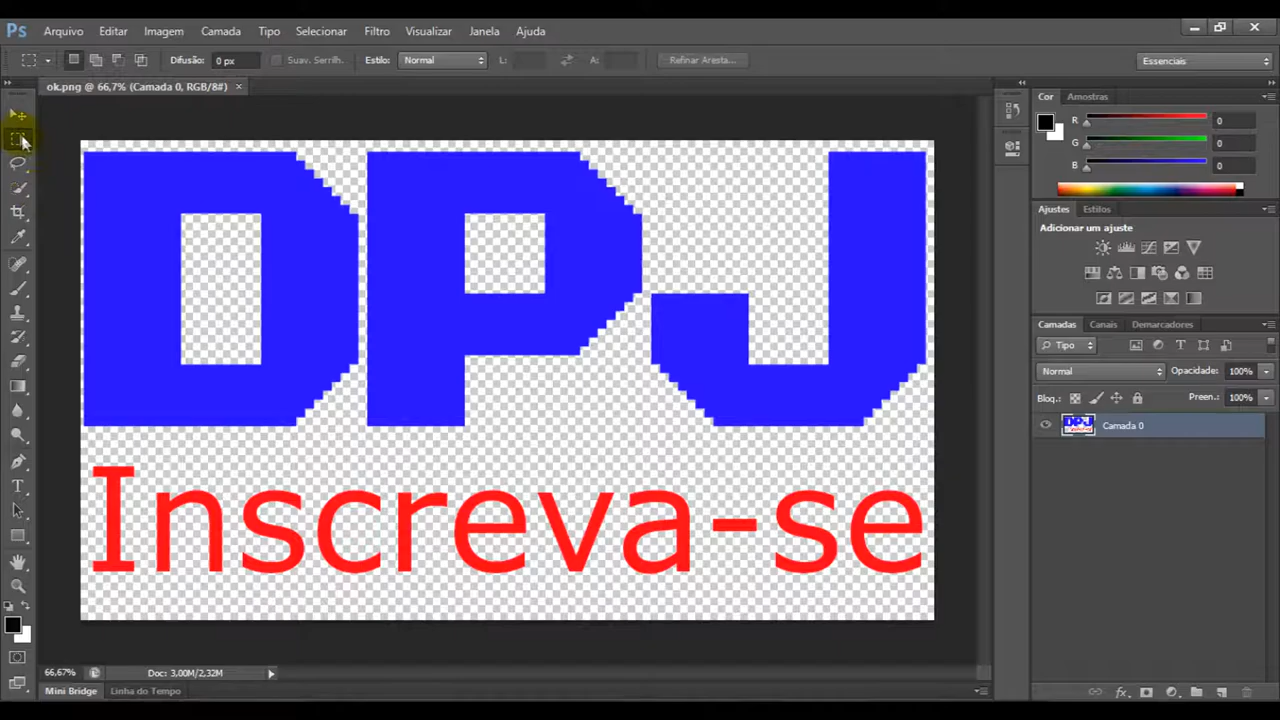 Ps Arquivo Editar Imagem Camada Tipo Selecionar Filtro Visualizar Janela Ajuda
Difusão: 0 px Suav. Serrilh. Estilo: Normal L: A: Refinar Aresta... Essenciais
ok.png @ 66,7% (Camada 0, RGB/8#)
Cor Amostras
R 0
G 0
B 0
Ajustes Estilos
Adicionar um ajuste
Camadas Canais Demarcadores
Tipo
Normal Opacidade: 100%
Bloq.: Preen.: 100%
Camada 0
DPJ
Inscreva-se
66,67% Doc: 3,00M/2,32M
Mini Bridge Linha do Tempo